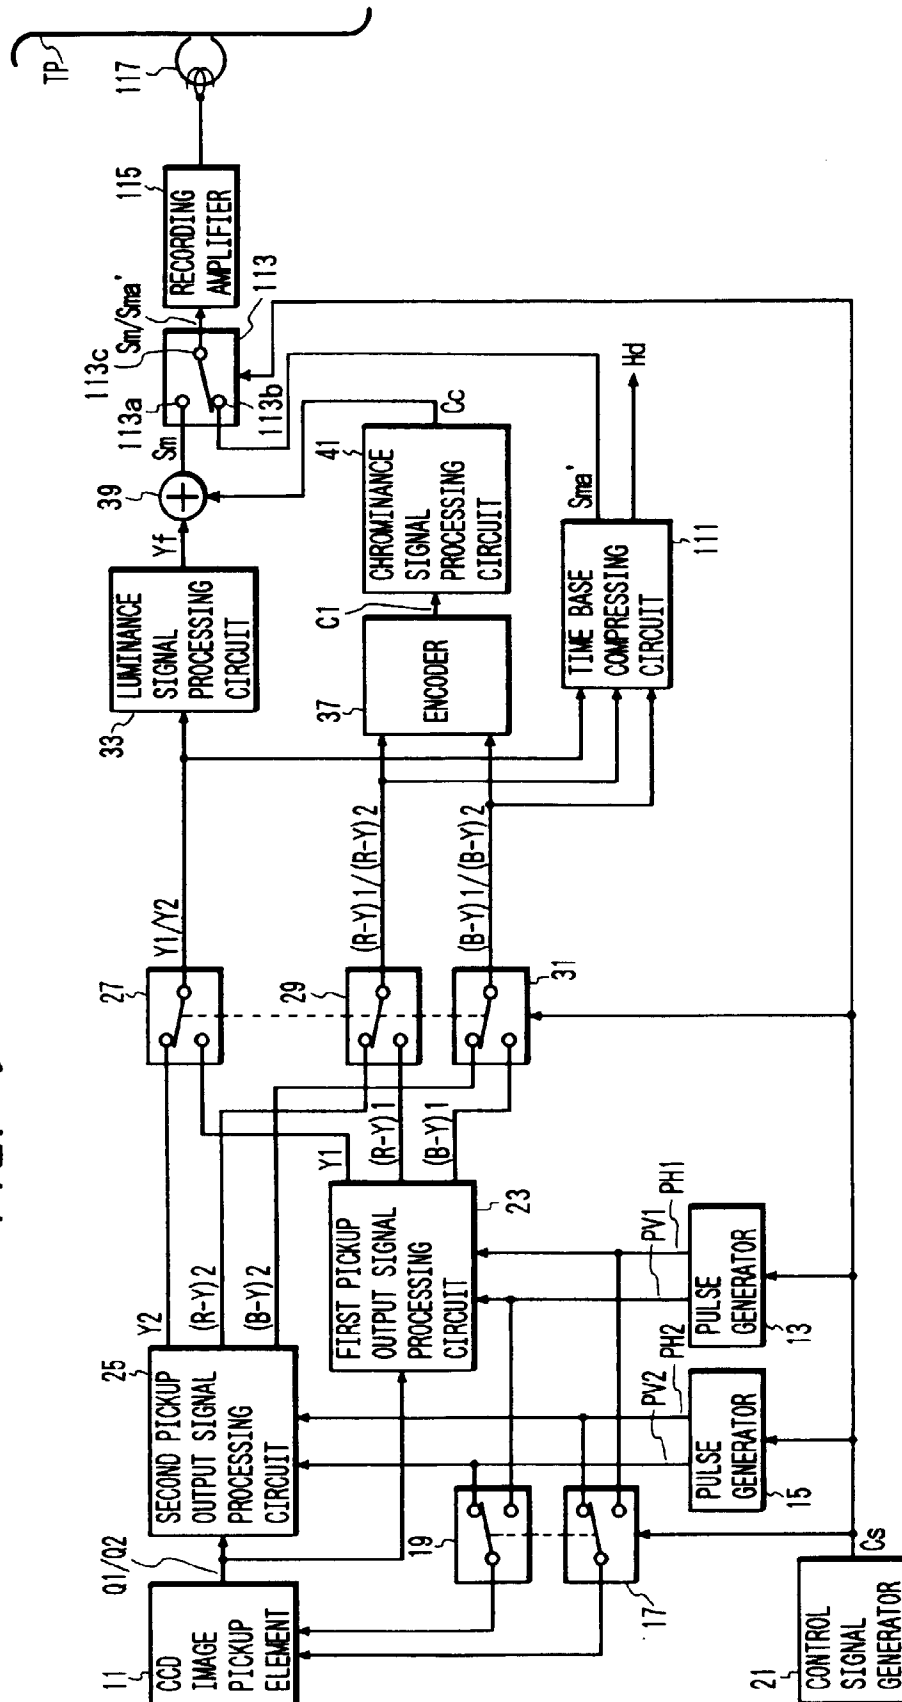 11
CCD
IMAGE
PICKUP
ELEMENT
Q1/Q2
25
SECOND PICKUP
OUTPUT SIGNAL
PROCESSING
CIRCUIT
Y2
(R-Y)2
(B-Y)2
FIRST PICKUP
OUTPUT SIGNAL
PROCESSING
CIRCUIT
23
Y1
(R-Y)1
(B-Y)1
19
17
PV2
PH2
PULSE
GENERATOR
15
PV1
PH1
PULSE
GENERATOR
13
21
CONTROL
SIGNAL
GENERATOR
Cs
27
29
31
Y1/Y2
(R-Y)1/(R-Y)2
(B-Y)1/(B-Y)2
33
LUMINANCE
SIGNAL
PROCESSING
CIRCUIT
Yf
37
ENCODER
C1
41
CHROMINANCE
SIGNAL
PROCESSING
CIRCUIT
Cc
TIME BASE
COMPRESSING
CIRCUIT
111
Sma'
Hd
39
Sm
113a
113b
113c
113
Sm/Sma'
115
RECORDING
AMPLIFIER
117
TP